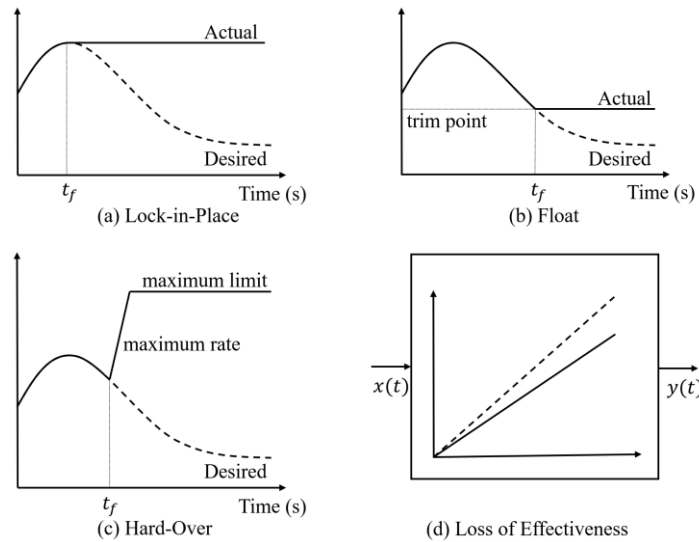 Actual
Desired
t_f
Time (s)
(a) Lock-in-Place
Actual
trim point
Desired
t_f
Time (s)
(b) Float
maximum limit
maximum rate
Desired
t_f
Time (s)
(c) Hard-Over
x(t)
y(t)
(d) Loss of Effectiveness